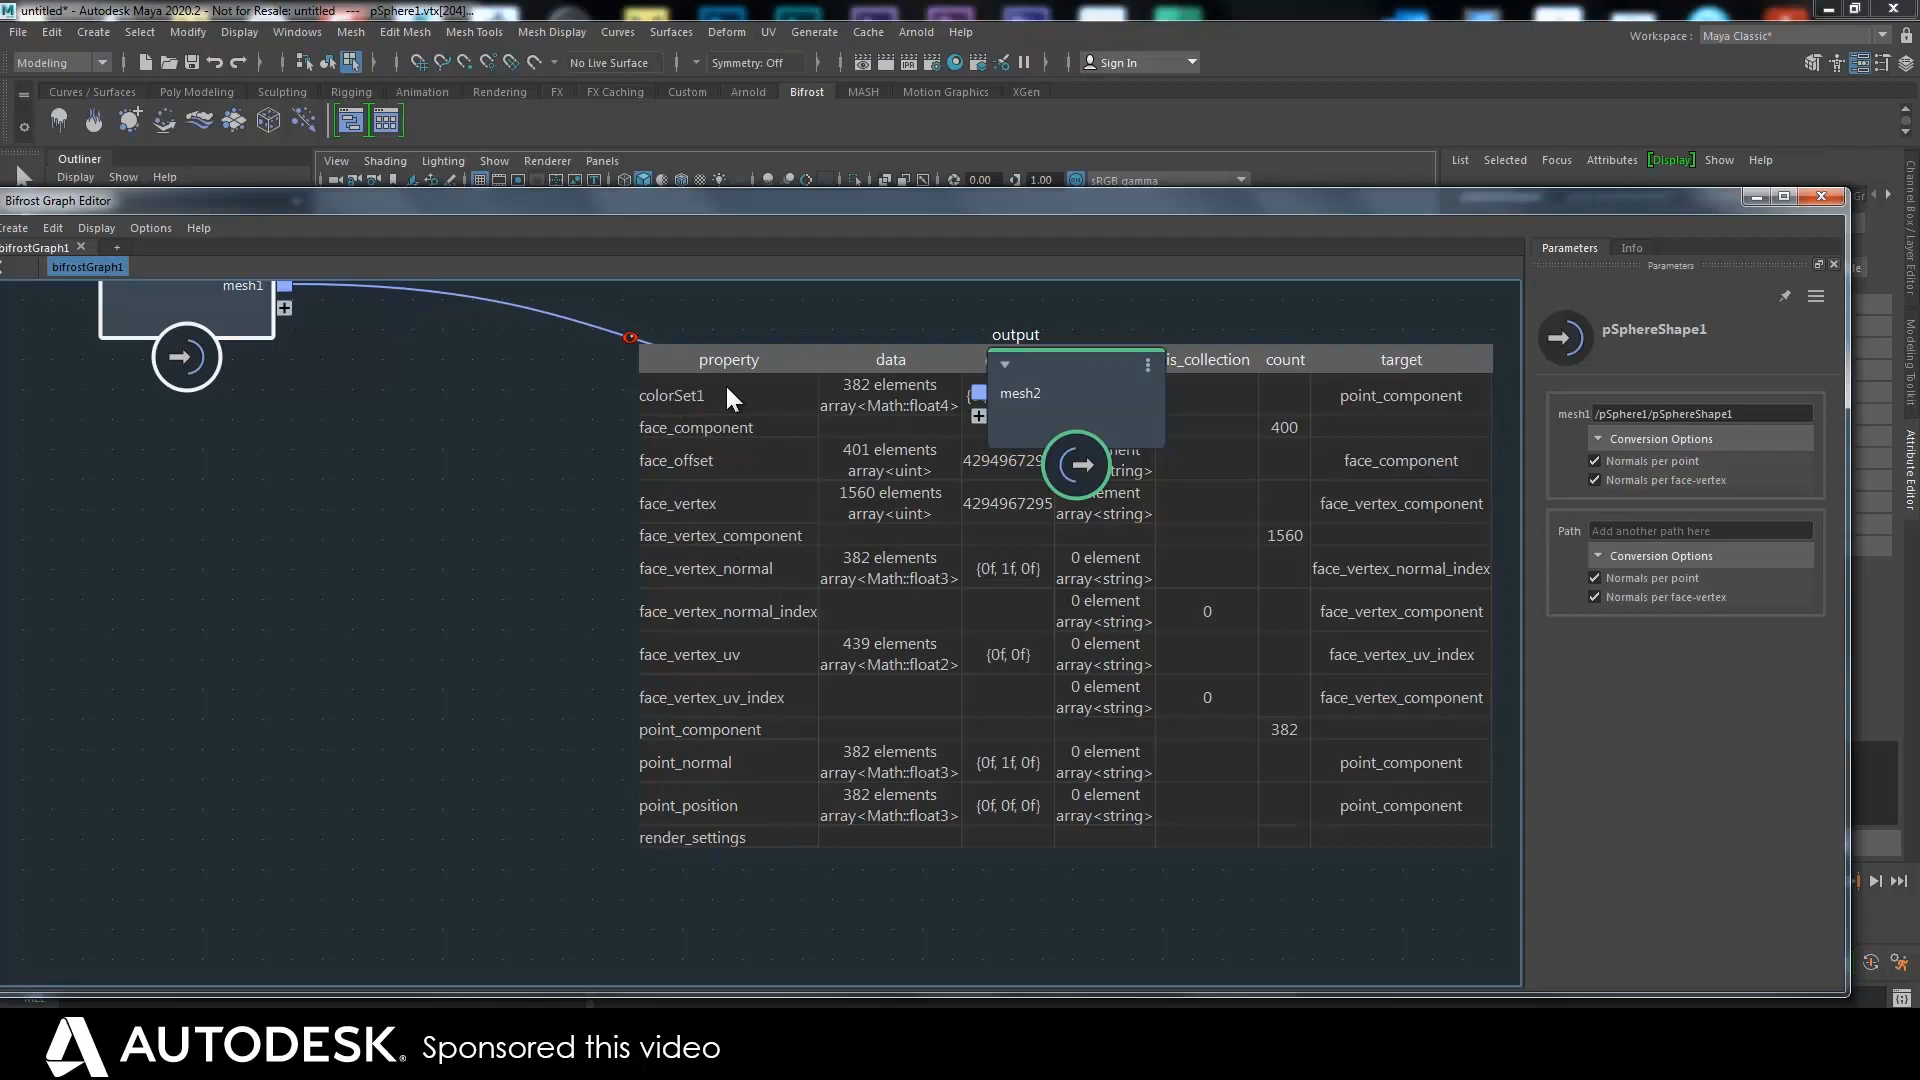 untitled* - Autodesk Maya 2020.2 - Not for Resale: untitled --- pSphere1.vtx[204]...
File Edit Create Select Modify Display Windows Mesh Edit Mesh Mesh Tools Mesh Display Curves Surfaces Deform UV Generate Cache Arnold Help
Workspace : Maya Classic*
Modeling No Live Surface Symmetry: Off Sign In
Curves / Surfaces Poly Modeling Sculpting Rigging Animation Rendering FX FX Caching Custom Arnold Bifrost MASH Motion Graphics XGen
Outliner
Display Show Help
View Shading Lighting Show Renderer Panels
0.00 1.00 sRGB gamma
List Selected Focus Attributes [Display] Show Help
Channel Box / Layer Editor
Modeling Toolkit
Attribute Editor
Bifrost Graph Editor
reate Edit Display Options Help
bifrostGraph1 +
bifrostGraph1
mesh1
output
mesh2
property data is_collection count target
colorSet1 382 elements array<Math::float4> { point_component
face_component 400
face_offset 401 elements array<uint> 429496729 face_component
face_vertex 1560 elements array<uint> 4294967295 ement array<string> face_vertex_component
face_vertex_component 1560
face_vertex_normal 382 elements array<Math::float3> {0f, 1f, 0f} 0 element array<string> face_vertex_normal_index
face_vertex_normal_index 0 element array<string> 0 face_vertex_component
face_vertex_uv 439 elements array<Math::float2> {0f, 0f} 0 element array<string> face_vertex_uv_index
face_vertex_uv_index 0 element array<string> 0 face_vertex_component
point_component 382
point_normal 382 elements array<Math::float3> {0f, 1f, 0f} 0 element array<string> point_component
point_position 382 elements array<Math::float3> {0f, 0f, 0f} 0 element array<string> point_component
render_settings
Parameters Info
Parameters
pSphereShape1
mesh1 /pSphere1/pSphereShape1
Conversion Options
Normals per point
Normals per face-vertex
Path Add another path here
Conversion Options
Normals per point
Normals per face-vertex
AUTODESK. Sponsored this video